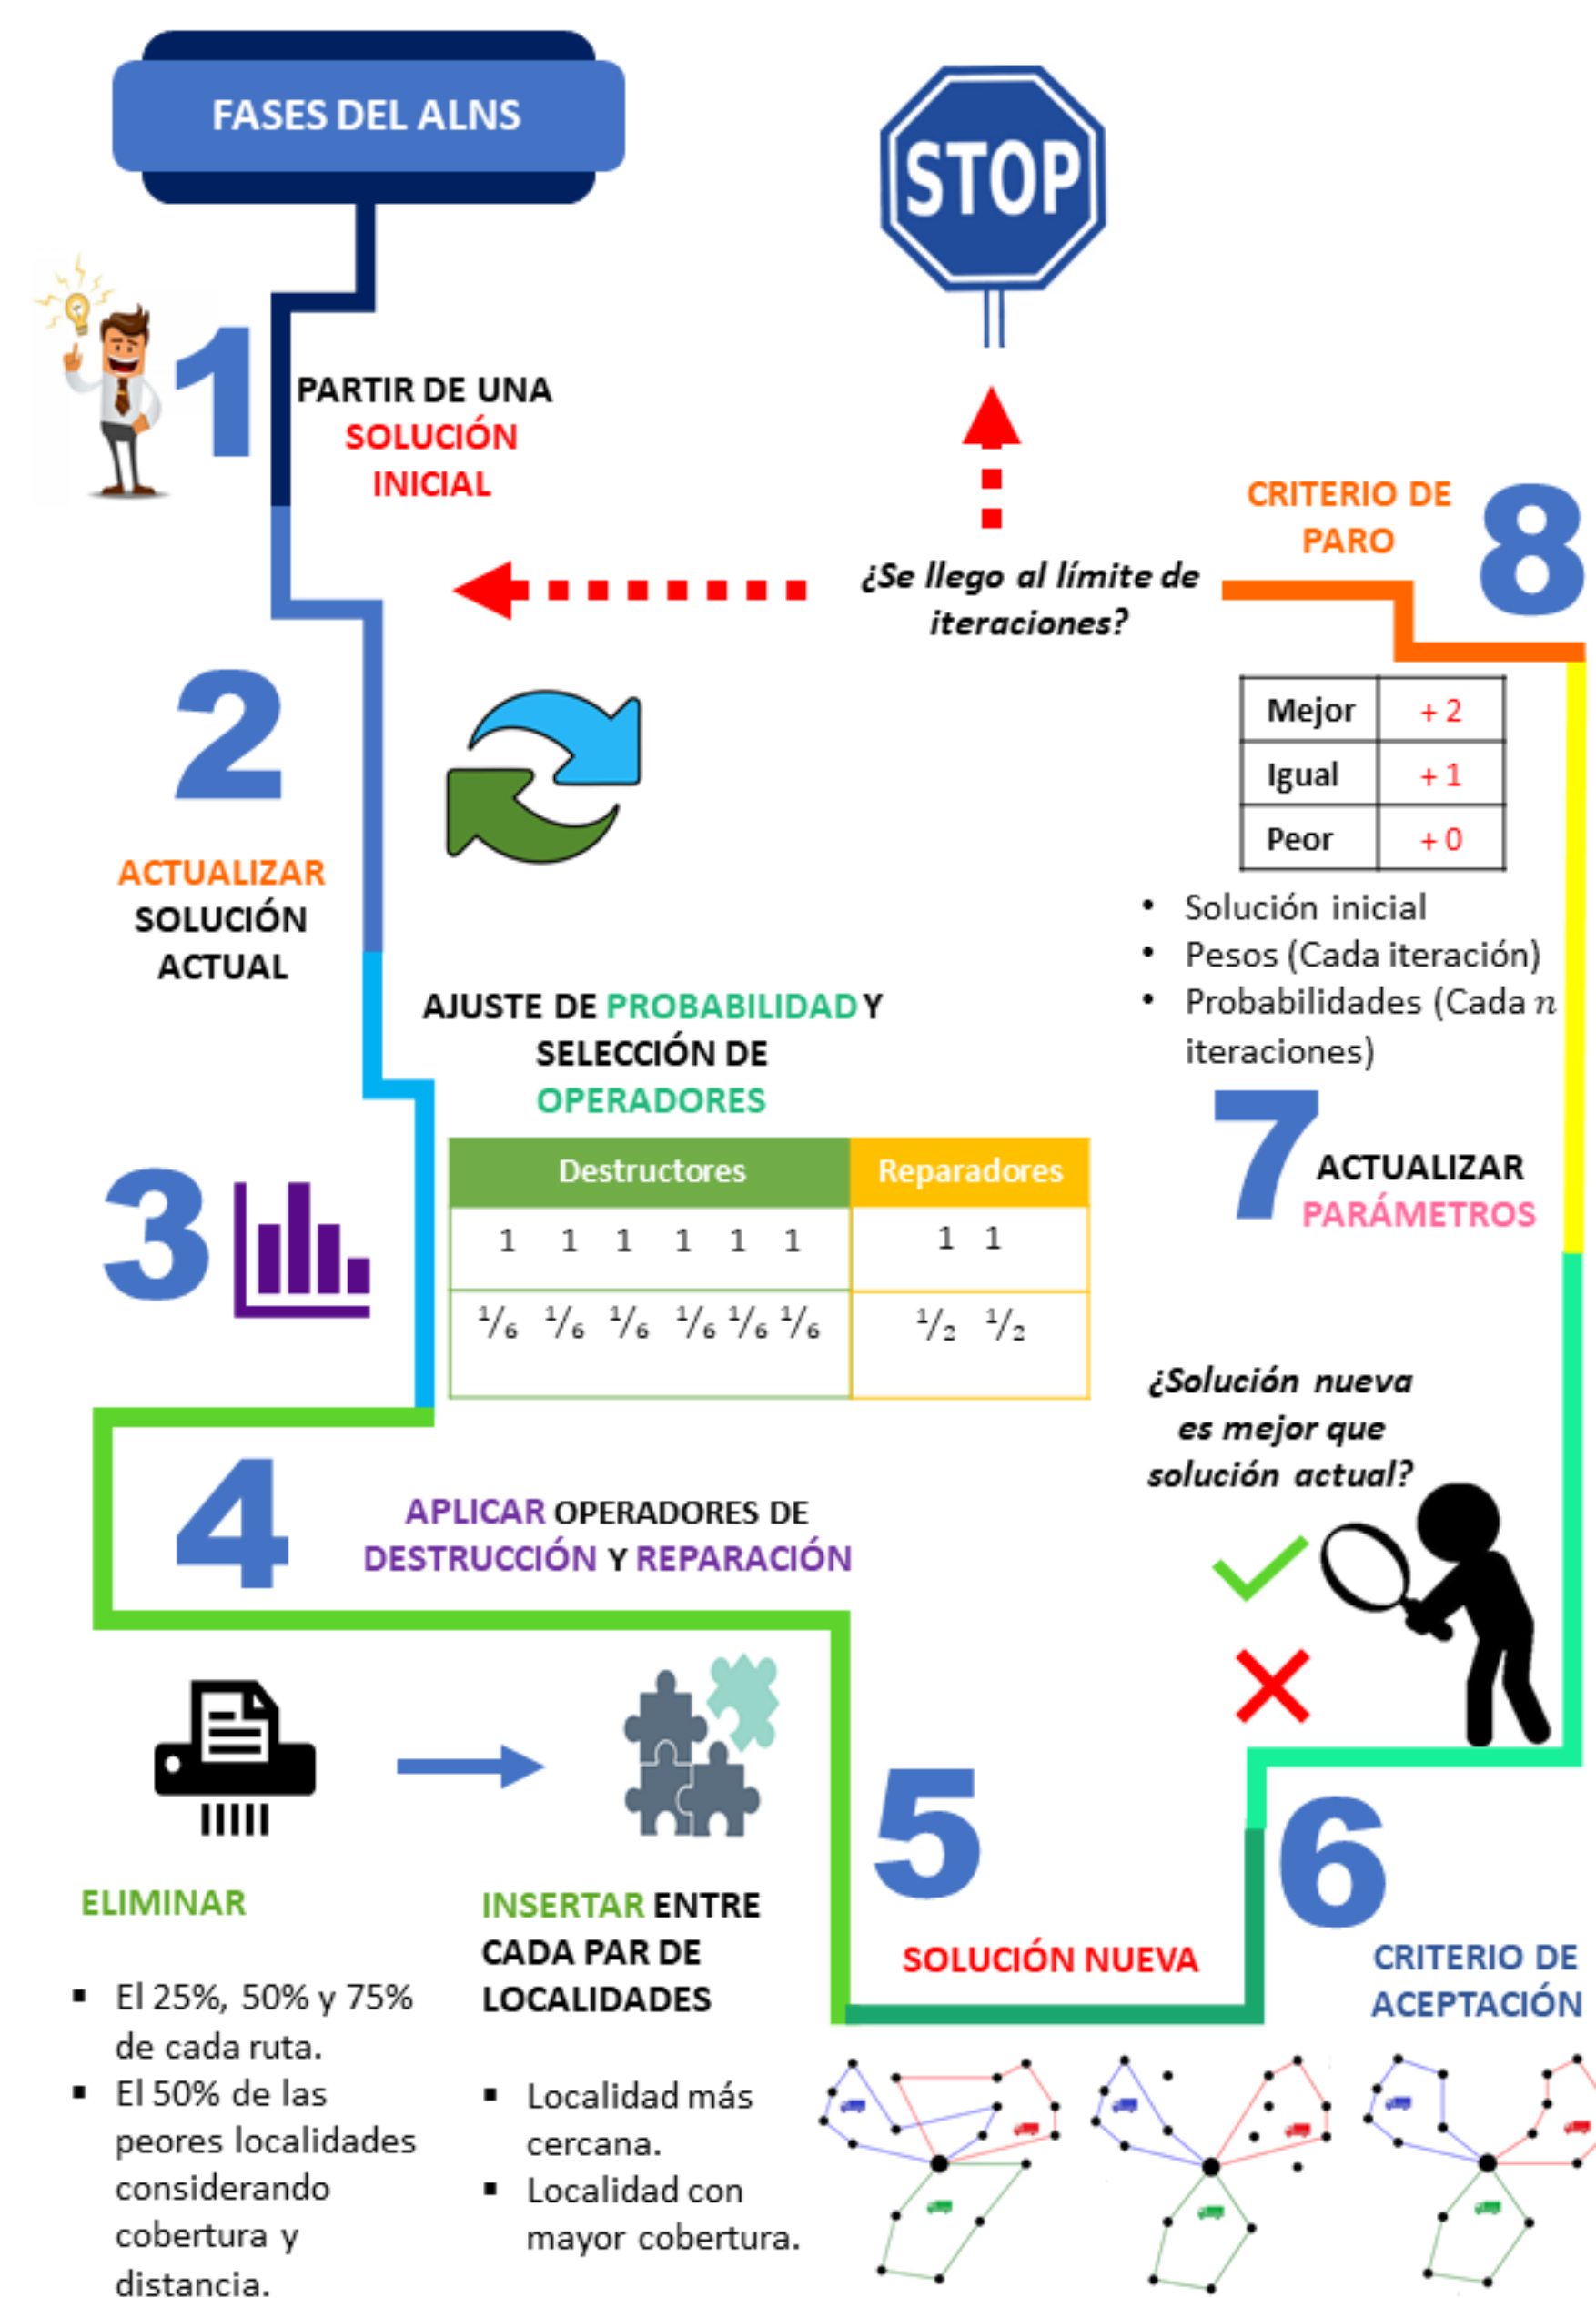 FASES DEL ALNS
STOP
1
PARTIR DE UNA
SOLUCIÓN
INICIAL
CRITERIO DE
PARO
8
¿Se llego al límite de
iteraciones?
2
ACTUALIZAR
SOLUCIÓN
ACTUAL
Mejor + 2
Igual + 1
Peor + 0
• Solución inicial
• Pesos (Cada iteración)
• Probabilidades (Cada n
iteraciones)
7
ACTUALIZAR
PARÁMETROS
AJUSTE DE PROBABILIDAD Y
SELECCIÓN DE
OPERADORES
3
Destructores Reparadores
1 1 1 1 1 1 1 1
1/6 1/6 1/6 1/6 1/6 1/6 1/2 1/2
4
APLICAR OPERADORES DE
DESTRUCCIÓN Y REPARACIÓN
¿Solución nueva
es mejor que
solución actual?
ELIMINAR
▪ El 25%, 50% y 75%
de cada ruta.
▪ El 50% de las
peores localidades
considerando
cobertura y
distancia.
INSERTAR ENTRE
CADA PAR DE
LOCALIDADES
▪ Localidad más
cercana.
▪ Localidad con
mayor cobertura.
5
SOLUCIÓN NUEVA
6
CRITERIO DE
ACEPTACIÓN